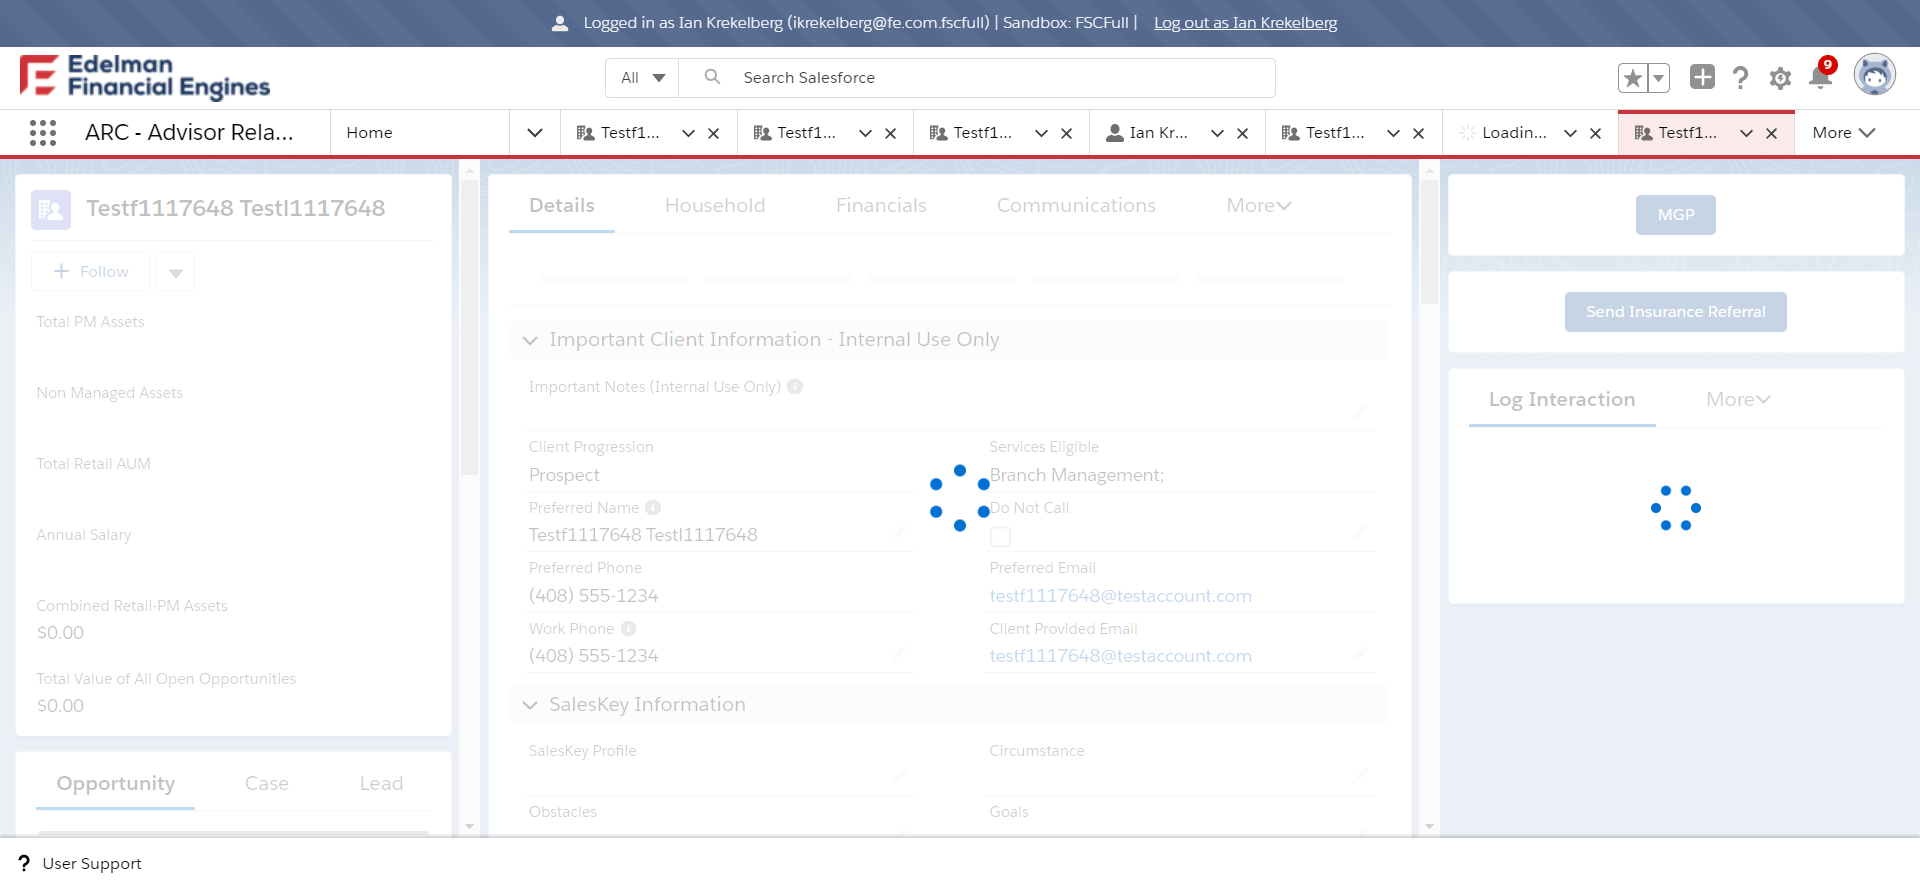 Logged in as Ian Krekelberg (ikrekelberg@fe.com.fscfull) | Sandbox: FSCFull | Log out as Ian Krekelberg
Edelman
Financial Engines
All
Search Salesforce
9
ARC - Advisor Rela...
Home
Testf1...
Testf1...
Testf1...
Ian Kr...
Testf1...
Loadin...
Testf1...
More
Testf1117648 Testl1117648
Follow
Total PM Assets
Non Managed Assets
Total Retail AUM
Annual Salary
Combined Retail-PM Assets
$0.00
Total Value of All Open Opportunities
$0.00
Opportunity
Case
Lead
Details
Household
Financials
Communications
More
Important Client Information - Internal Use Only
Important Notes (Internal Use Only)
Client Progression
Prospect
Services Eligible
Branch Management;
Preferred Name
Testf1117648 Testl1117648
Do Not Call
Preferred Phone
(408) 555-1234
Preferred Email
testf1117648@testaccount.com
Work Phone
(408) 555-1234
Client Provided Email
testf1117648@testaccount.com
SalesKey Information
SalesKey Profile
Circumstance
Obstacles
Goals
MGP
Send Insurance Referral
Log Interaction
More
User Support